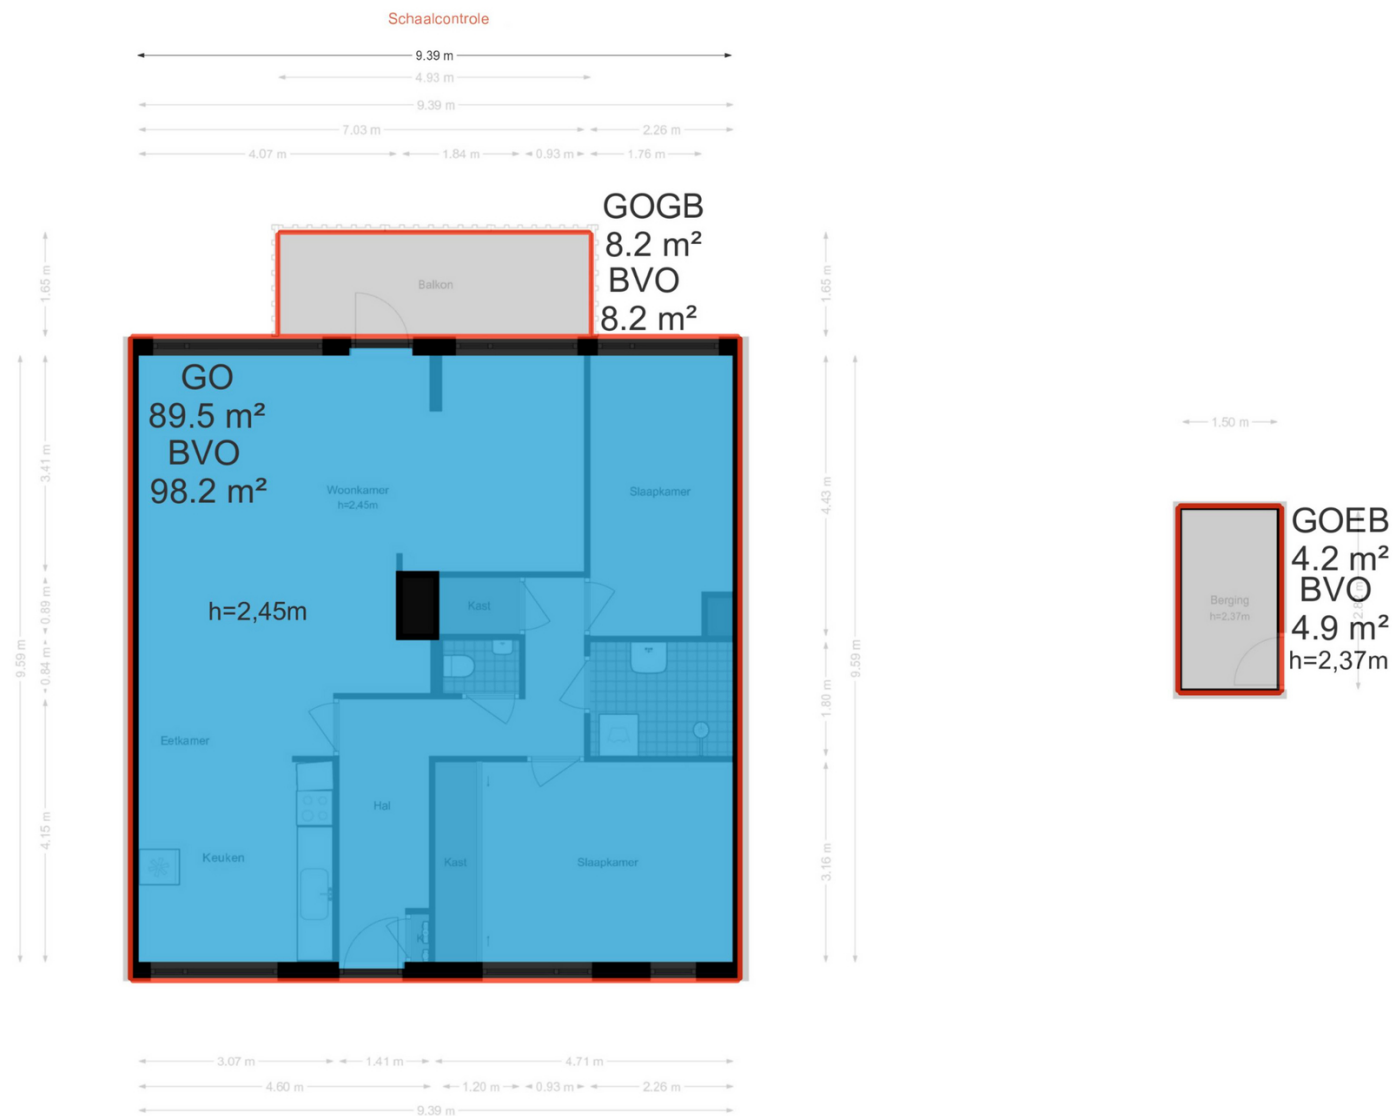 Schaalcontrole
9.39 m
4.93 m
9.39 m
7.03 m
2.26 m
4.07 m
1.84 m
0.93 m
1.76 m
GOGB
8.2 m²
BVO
8.2 m²
1.65 m
Balkon
1.65 m
GO
89.5 m²
BVO
98.2 m²
3.41 m
Woonkamer
h=2,45m
Slaapkamer
4.43 m
1.50 m
GOEB
4.2 m²
BVO
4.9 m²
h=2,37m
Berging
h=2,37m
0.89 m
h=2,45m
Kast
9.59 m
0.84 m
9.59 m
1.80 m
Eetkamer
Hal
4.15 m
Keuken
Kast
Slaapkamer
3.16 m
3.07 m
1.41 m
4.71 m
4.60 m
1.20 m
0.93 m
2.26 m
9.39 m